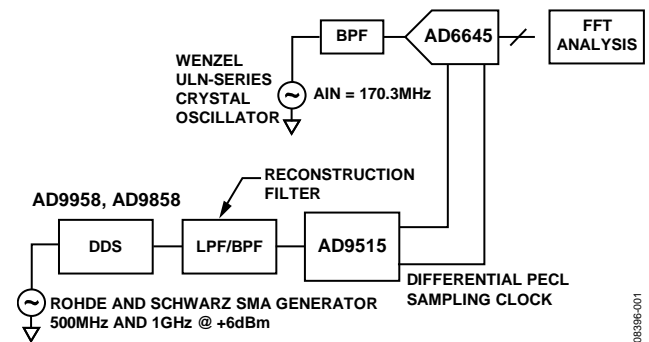 BPF
AD6645
FFT
ANALYSIS
WENZEL
ULN-SERIES
CRYSTAL
OSCILLATOR
~
AIN = 170.3MHz
RECONSTRUCTION
FILTER
AD9958, AD9858
DDS
LPF/BPF
AD9515
DIFFERENTIAL PECL
SAMPLING CLOCK
~
ROHDE AND SCHWARZ SMA GENERATOR
500MHz AND 1GHz @ +6dBm
08396-001